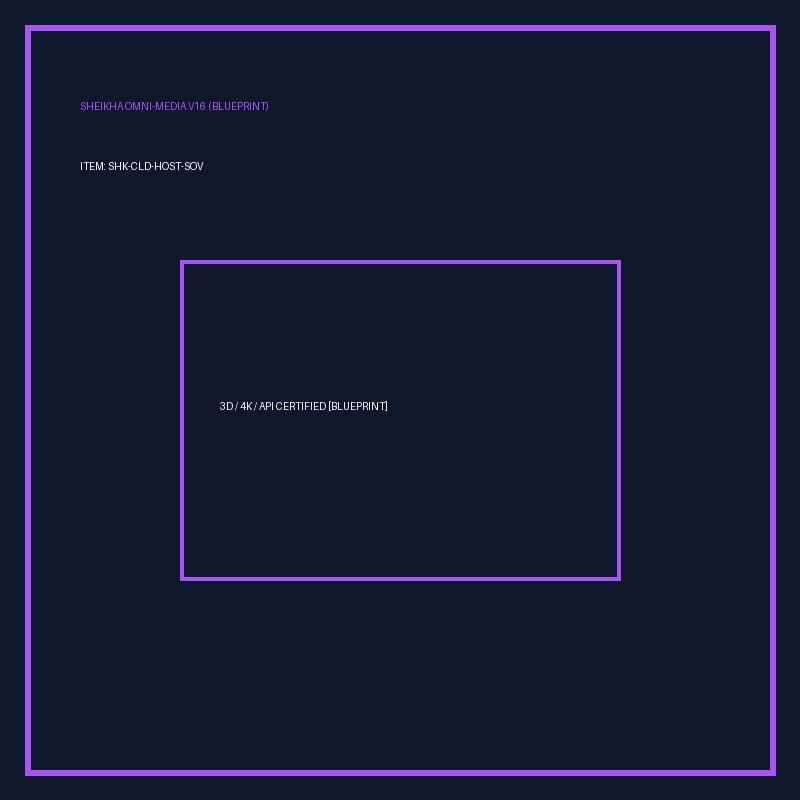 SHEIKHA OMNI-MEDIA V16 (BLUEPRINT)
ITEM: SHK-CLD-HOST-SOV
3D / 4K / API CERTIFIED [BLUEPRINT]